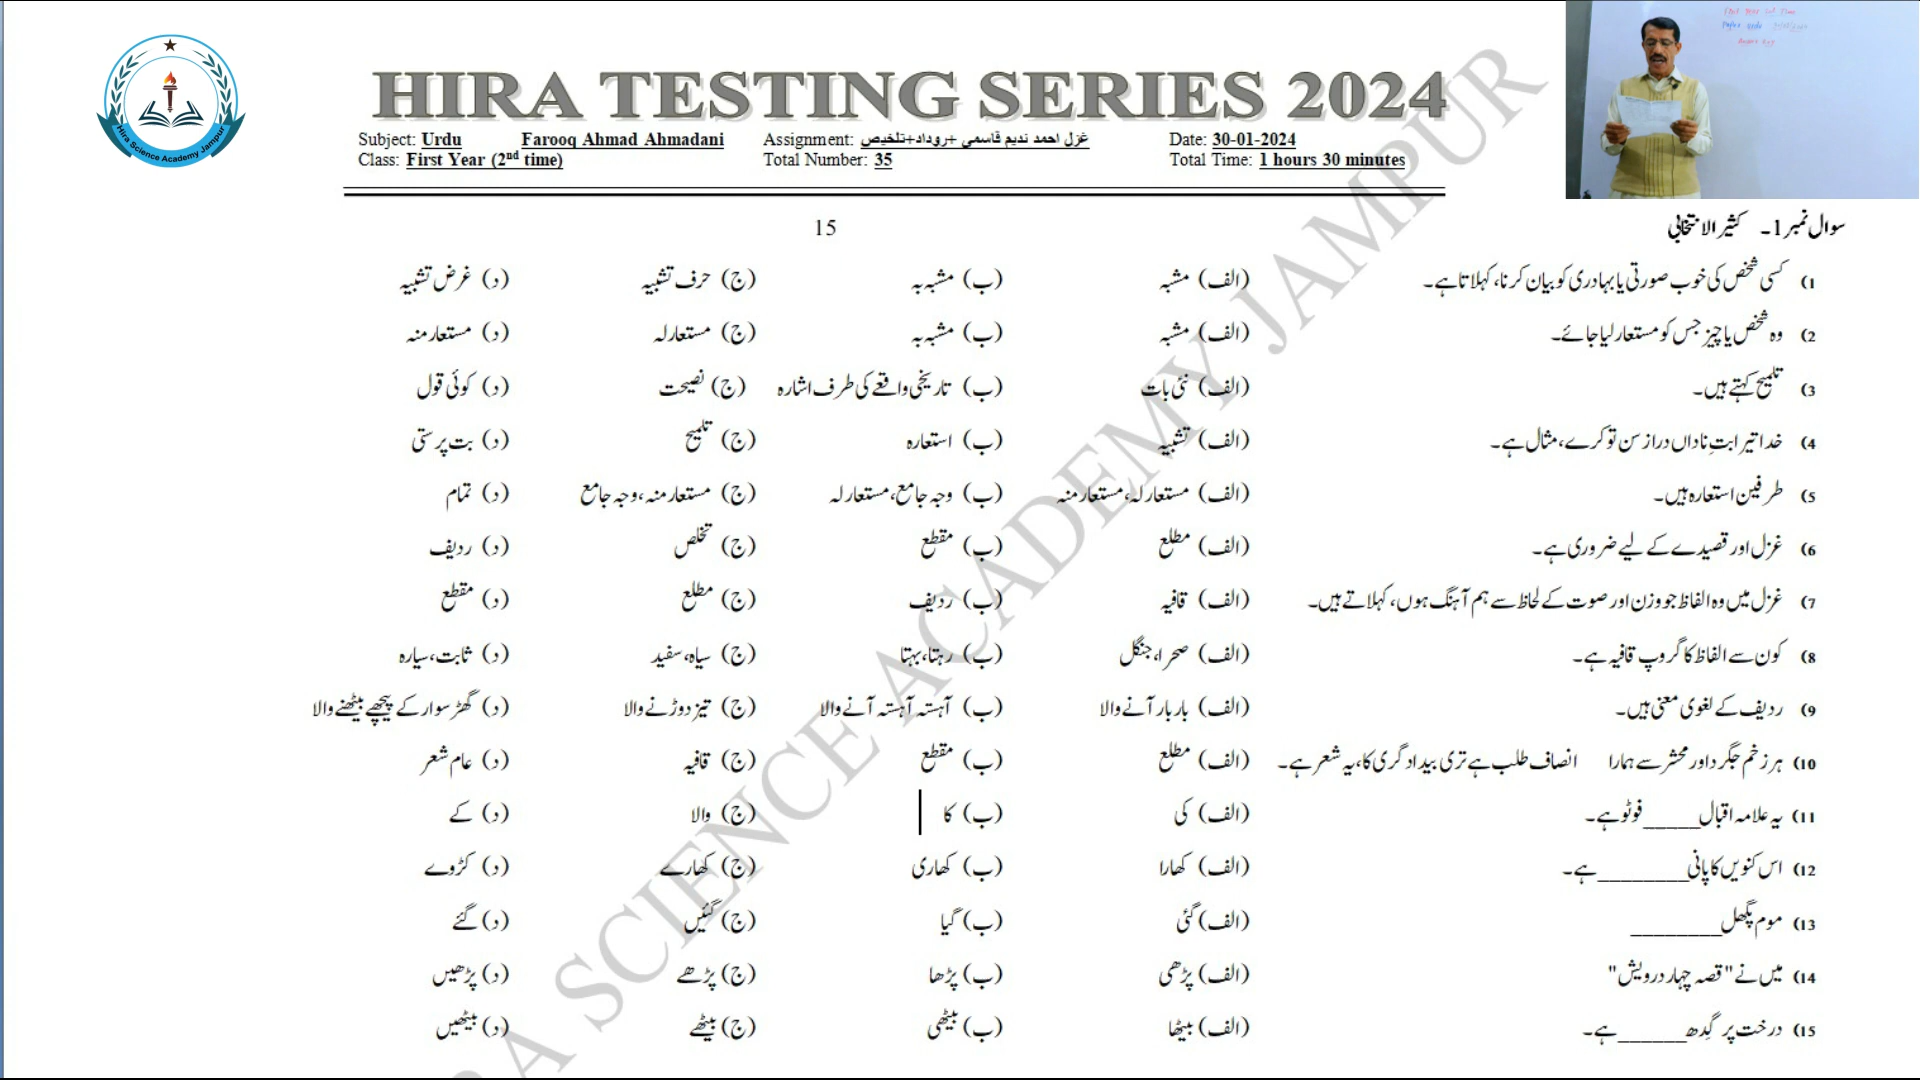 HIRA TESTING SERIES 2024
Hira Science Academy Jampur
Subject: Urdu Farooq Ahmad Ahmadani Assignment: غزل احمد ندیم قاسمی +روداد+تلخیص Date: 30-01-2024
Class: First Year (2nd time) Total Number: 35 Total Time: 1 hours 30 minutes
سوال نمبر 1۔ کثیر الانتخابی 15
1) کسی شخص کی خوب صورتی یا بہادری کو بیان کرنا، کہلاتا ہے۔ (الف) مشبہ (ب) مشبہ بہ (ج) حرف تشبیہ (د) غرض تشبیہ
2) وہ شخص یا چیز جس کو مستعار لیا جائے۔ (الف) مشبہ (ب) مشبہ بہ (ج) مستعار لہ (د) مستعار منہ
3) تلمیح کہتے ہیں۔ (الف) نئی بات (ب) تاریخی واقعے کی طرف اشارہ (ج) نصیحت (د) کوئی قول
4) خدا تیرا بتِ ناداں دراز سن تو کرے، مثال ہے۔ (الف) تشبیہ (ب) استعارہ (ج) تلمیح (د) بت پرستی
5) طرفین استعارہ ہیں۔ (الف) مستعار لہ، مستعار منہ (ب) وجہ جامع، مستعار لہ (ج) مستعار منہ، وجہ جامع (د) تمام
6) غزل اور قصیدے کے لیے ضروری ہے۔ (الف) مطلع (ب) مقطع (ج) تخلص (د) ردیف
7) غزل میں وہ الفاظ جو وزن اور صوت کے لحاظ سے ہم آہنگ ہوں، کہلاتے ہیں۔ (الف) قافیہ (ب) ردیف (ج) مطلع (د) مقطع
8) کون سے الفاظ کا گروپ قافیہ ہے۔ (الف) صحرا، جنگل (ب) رہتا، بہتا (ج) سیاہ، سفید (د) ثابت، سیارہ
9) ردیف کے لغوی معنی ہیں۔ (الف) بار بار آنے والا (ب) آہستہ آہستہ آنے والا (ج) تیز دوڑنے والا (د) گھڑ سوار کے پیچھے بیٹھنے والا
10) ہر زخم جگر داور محشر سے ہمارا انصاف طلب ہے تری بیداد گری کا، یہ شعر ہے۔ (الف) مطلع (ب) مقطع (ج) قافیہ (د) عام شعر
11) یہ علامہ اقبال _____ فوٹو ہے۔ (الف) کی (ب) کا (ج) والا (د) کے
12) اس کنویں کا پانی ________ ہے۔ (الف) کھارا (ب) کھاری (ج) کھارے (د) کڑوے
13) موم پگھل ________ (الف) گئی (ب) گیا (ج) گئیں (د) گئے
14) میں نے "قصہ چہار درویش" (الف) پڑھی (ب) پڑھا (ج) پڑھے (د) پڑھیں
15) درخت پر گِدھ ______ ہے۔ (الف) بیٹھا (ب) بیٹھی (ج) بیٹھے (د) بیٹھیں
HIRA SCIENCE ACADEMY JAMPUR